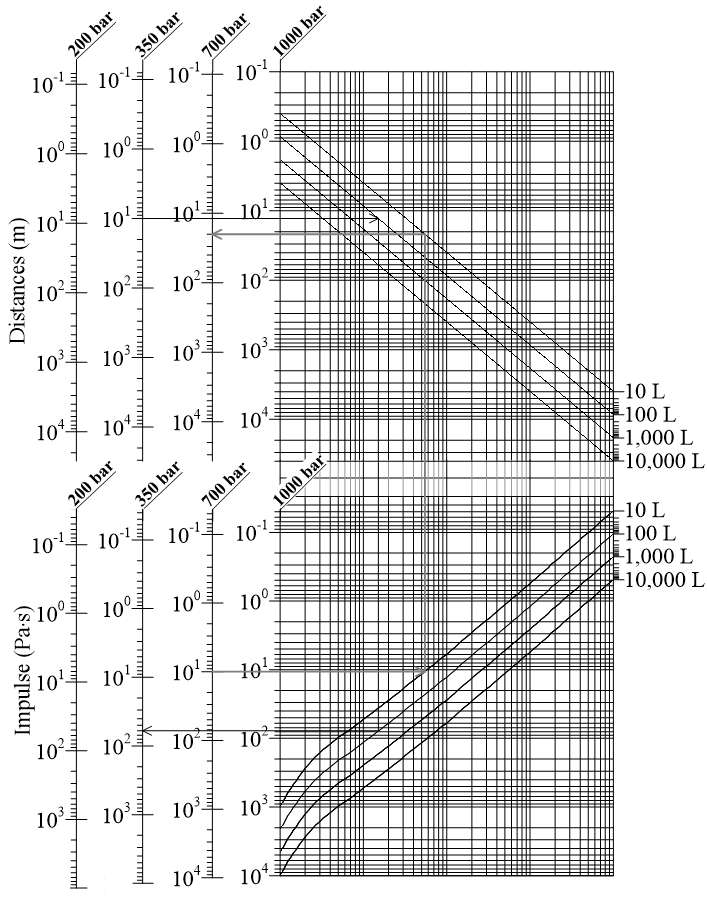 200 bar 350 bar 700 bar 1000 bar
10⁻¹ 10⁻¹ 10⁻¹ 10⁻¹
10⁰ 10⁰ 10⁰ 10⁰
10¹ 10¹ 10¹ 10¹
10² 10² 10² 10²
10³ 10³ 10³ 10³
10⁴ 10⁴ 10⁴ 10⁴
Distances (m)
10 L
100 L
1,000 L
10,000 L
200 bar 350 bar 700 bar 1000 bar
10⁻¹ 10⁻¹ 10⁻¹ 10⁻¹
10⁰ 10⁰ 10⁰ 10⁰
10¹ 10¹ 10¹ 10¹
10² 10² 10² 10²
10³ 10³ 10³ 10³
10⁴ 10⁴
Impulse (Pa·s)
10 L
100 L
1,000 L
10,000 L